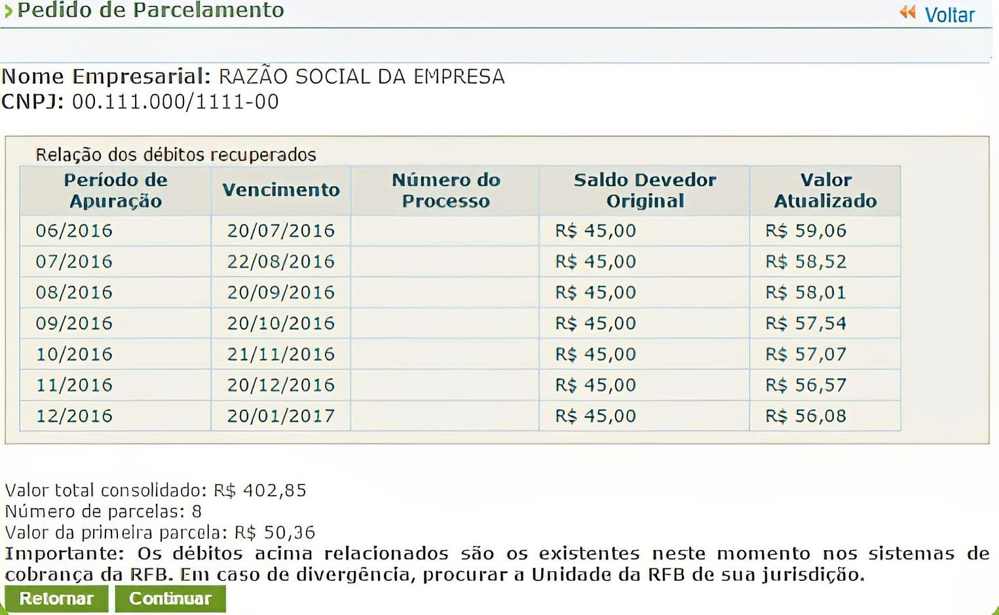 Pedido de Parcelamento
Voltar
Nome Empresarial: RAZÃO SOCIAL DA EMPRESA
CNPJ: 00.111.000/1111-00
Relação dos débitos recuperados
Período de Apuração Vencimento Número do Processo Saldo Devedor Original Valor Atualizado
06/2016 20/07/2016 R$ 45,00 R$ 59,06
07/2016 22/08/2016 R$ 45,00 R$ 58,52
08/2016 20/09/2016 R$ 45,00 R$ 58,01
09/2016 20/10/2016 R$ 45,00 R$ 57,54
10/2016 21/11/2016 R$ 45,00 R$ 57,07
11/2016 20/12/2016 R$ 45,00 R$ 56,57
12/2016 20/01/2017 R$ 45,00 R$ 56,08
Valor total consolidado: R$ 402,85
Número de parcelas: 8
Valor da primeira parcela: R$ 50,36
Importante: Os débitos acima relacionados são os existentes neste momento nos sistemas de
cobrança da RFB. Em caso de divergência, procurar a Unidade da RFB de sua jurisdição.
Retornar Continuar